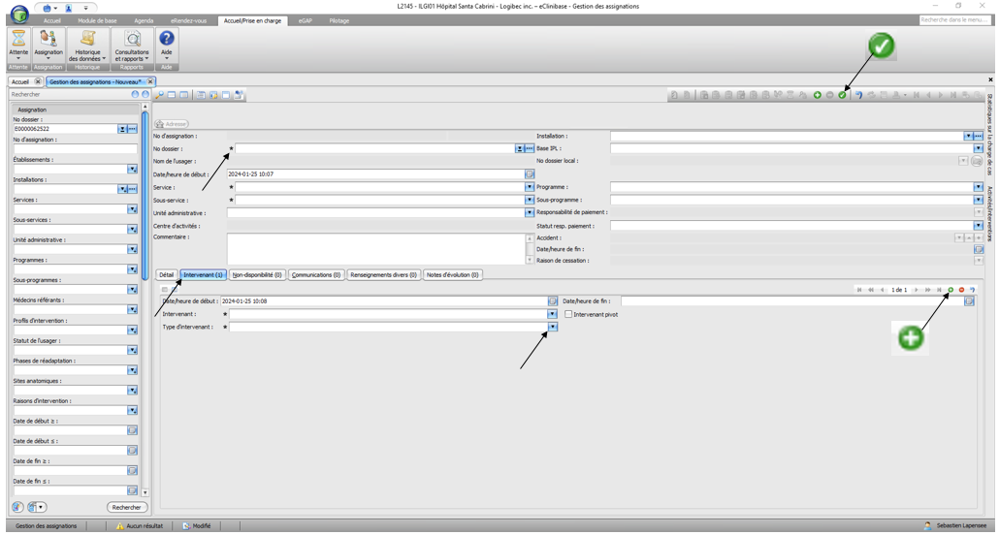 L2145 - ILGI01 Hôpital Santa Cabrini - Logibec inc. – eClinibase - Gestion des assignations
Accueil Module de base Agenda eRendez-vous Accueil/Prise en charge eGAP Pilotage
Recherche dans le menu...
Attente Assignation Historique des données Consultations et rapports Aide
Attente Assignation Historique Rapports Aide
Accueil Gestion des assignations - Nouveau*
Rechercher
Assignation
No dossier :
E0000062522
No d'assignation :
Établissements :
Installations :
Services :
Sous-services :
Unité administrative :
Programmes :
Sous-programmes :
Médecins référants :
Profils d'intervention :
Statut de l'usager :
Phases de réadaptation :
Sites anatomiques :
Raisons d'intervention :
Date de début ≥ :
Date de début ≤ :
Date de fin ≥ :
Date de fin ≤ :
Rechercher
Adresse
No d'assignation :
No dossier :
Nom de l'usager :
Date/heure de début : 2024-01-25 10:07
Service :
Sous-service :
Unité administrative :
Centre d'activités :
Commentaire :
Installation :
Base IPL :
No dossier local :
Programme :
Sous-programme :
Responsabilité de paiement :
Statut resp. paiement :
Accident :
Date/heure de fin :
Raison de cessation :
Détail Intervenant (1) Non-disponibilité (0) Communications (0) Renseignements divers (0) Notes d'évolution (0)
1 de 1
Date/heure de début : 2024-01-25 10:08 Date/heure de fin :
Intervenant : Intervenant pivot
Type d'intervenant :
Statistiques sur la charge de cas
Activités/Interventions
Gestion des assignations Aucun résultat Modifié Sebastien Lapensee